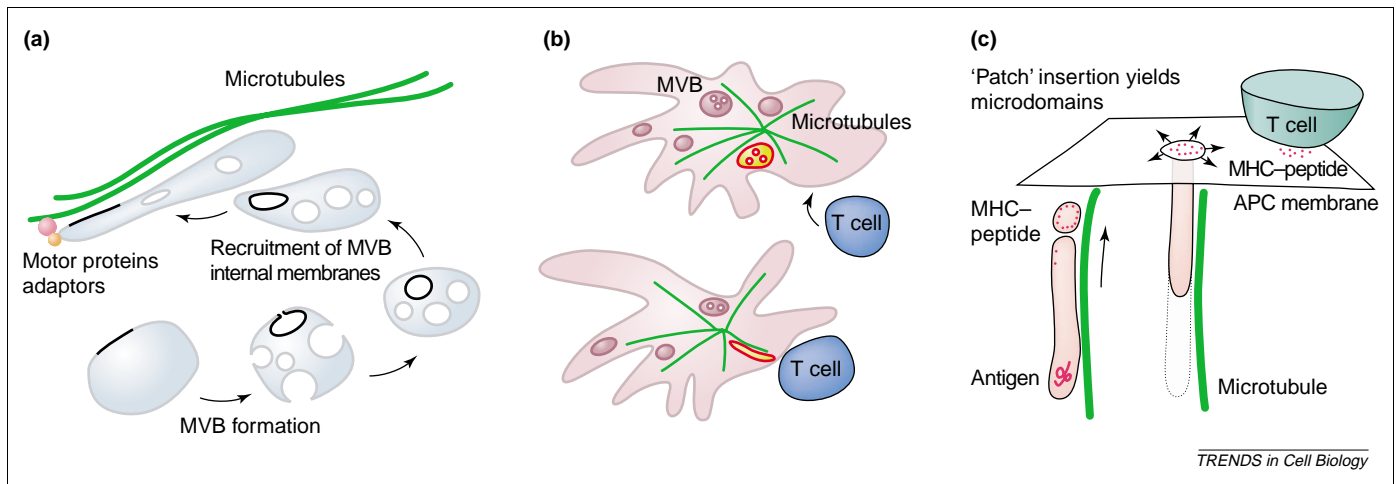 (a)
Microtubules
Recruitment of MVB
internal membranes
Motor proteins
adaptors
MVB formation
(b)
MVB
Microtubules
T cell
T cell
(c)
'Patch' insertion yields
microdomains
T cell
MHC–peptide
APC membrane
MHC–
peptide
Antigen
Microtubule
TRENDS in Cell Biology